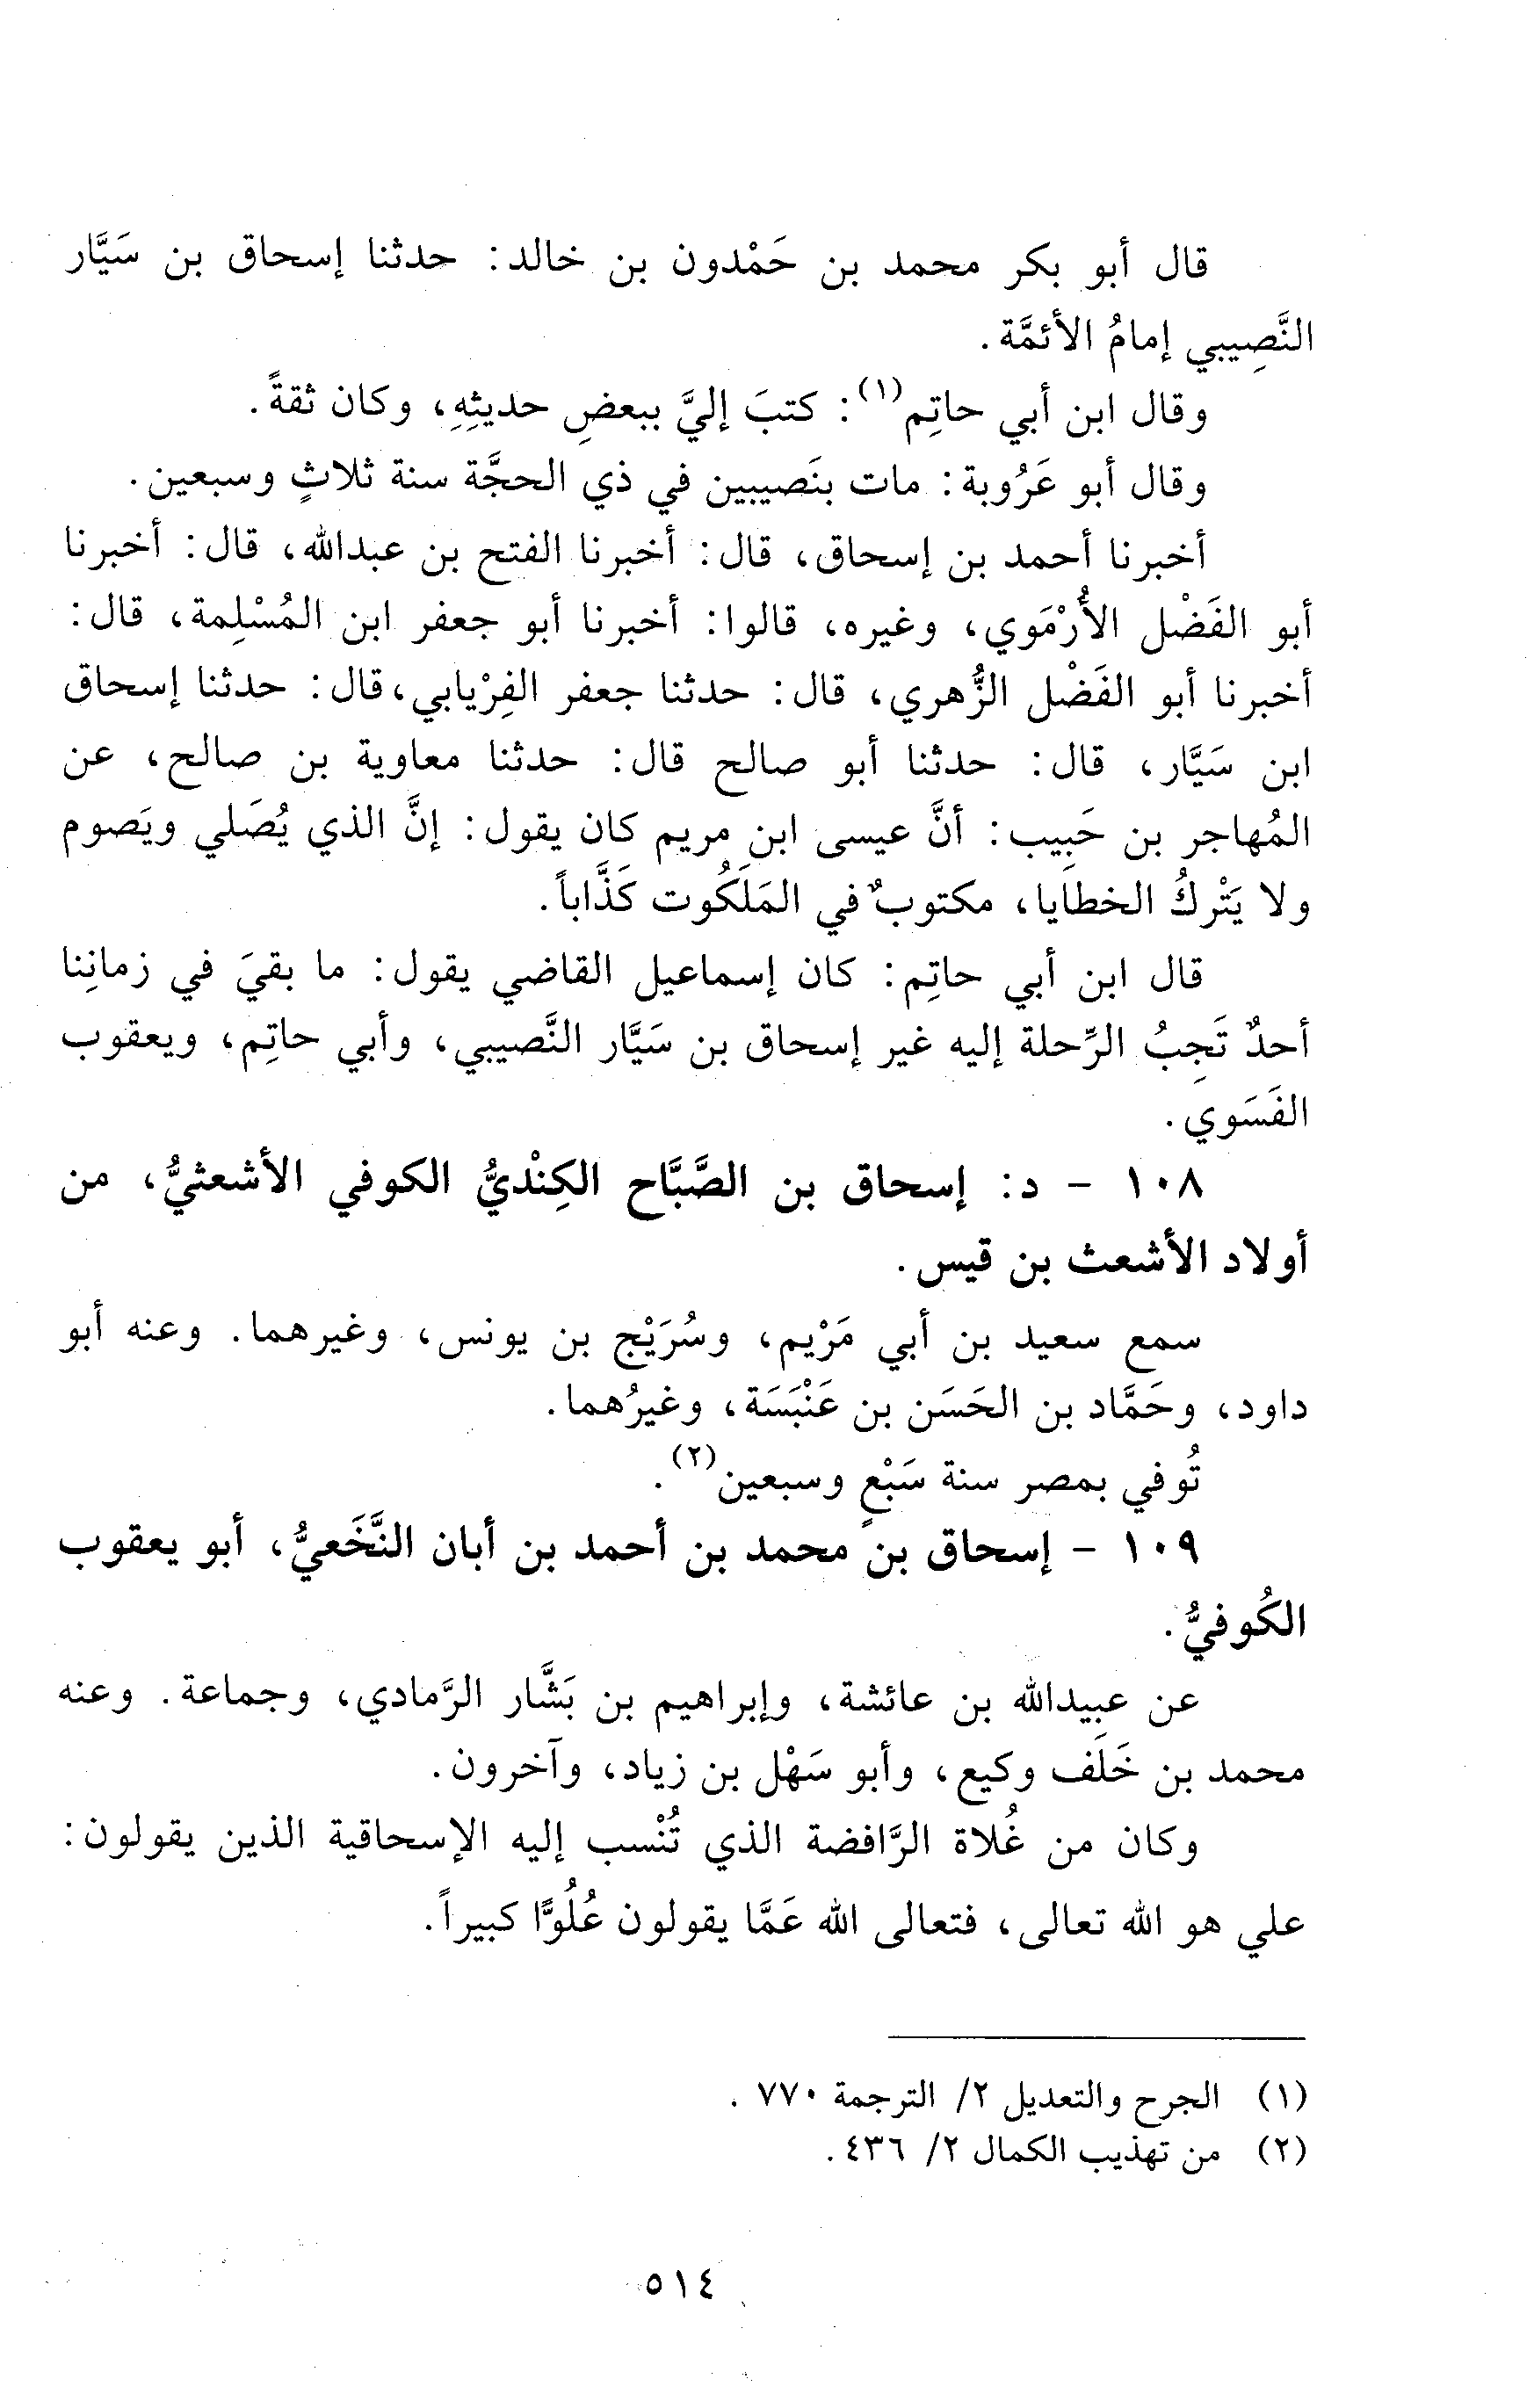 قال أبو بكر محمد بن حَمْدون بن خالد: حدثنا إسحاق بن سَيَّار
النَّصِيبي إمامُ الأئمَّة.
وقال ابن أبي حاتِم(١): كتبَ إليَّ ببعضِ حديثِهِ، وكان ثقةً.
وقال أبو عَرُوبة: مات بنَصيبين في ذي الحجَّة سنة ثلاثٍ وسبعين.
أخبرنا أحمد بن إسحاق، قال: أخبرنا الفتح بن عبدالله، قال: أخبرنا
أبو الفَضْل الأُرْمَوي، وغيره، قالوا: أخبرنا أبو جعفر ابن المُسْلِمة، قال:
أخبرنا أبو الفَضْل الزُّهري، قال: حدثنا جعفر الفِرْيابي، قال: حدثنا إسحاق
ابن سَيَّار، قال: حدثنا أبو صالح قال: حدثنا معاوية بن صالح، عن
المُهاجر بن حَبِيب: أنَّ عيسى ابن مريم كان يقول: إنَّ الذي يُصَلي ويَصوم
ولا يَتْركُ الخطايا، مكتوبٌ في المَلَكُوت كَذَّاباً.
قال ابن أبي حاتِم: كان إسماعيل القاضي يقول: ما بقيَ في زمانِنا
أحدٌ تَجِبُ الرِّحلة إليه غير إسحاق بن سَيَّار النَّصيبي، وأبي حاتِم، ويعقوب
الفَسَوي.
١٠٨ - د: إسحاق بن الصَّبَّاح الكِنْديُّ الكوفي الأشعثيُّ، من
أولاد الأشعث بن قيس.
سمع سعيد بن أبي مَرْيم، وسُرَيْج بن يونس، وغيرهما. وعنه أبو
داود، وحَمَّاد بن الحَسَن بن عَنْبَسَة، وغيرُهما.
تُوفي بمصر سنة سَبْعٍ وسبعين(٢).
١٠٩ - إسحاق بن محمد بن أحمد بن أبان النَّخَعيُّ، أبو يعقوب
الكُوفيُّ.
عن عبيدالله بن عائشة، وإبراهيم بن بَشَّار الرَّمادي، وجماعة. وعنه
محمد بن خَلَف وكيع، وأبو سَهْل بن زياد، وآخرون.
وكان من غُلاة الرَّافضة الذي تُنْسب إليه الإسحاقية الذين يقولون:
علي هو الله تعالى، فتعالى الله عَمَّا يقولون عُلُوًّا كبيراً.
(١) الجرح والتعديل ٢/ الترجمة ٧٧٠.
(٢) من تهذيب الكمال ٢/ ٤٣٦.
٥١٤